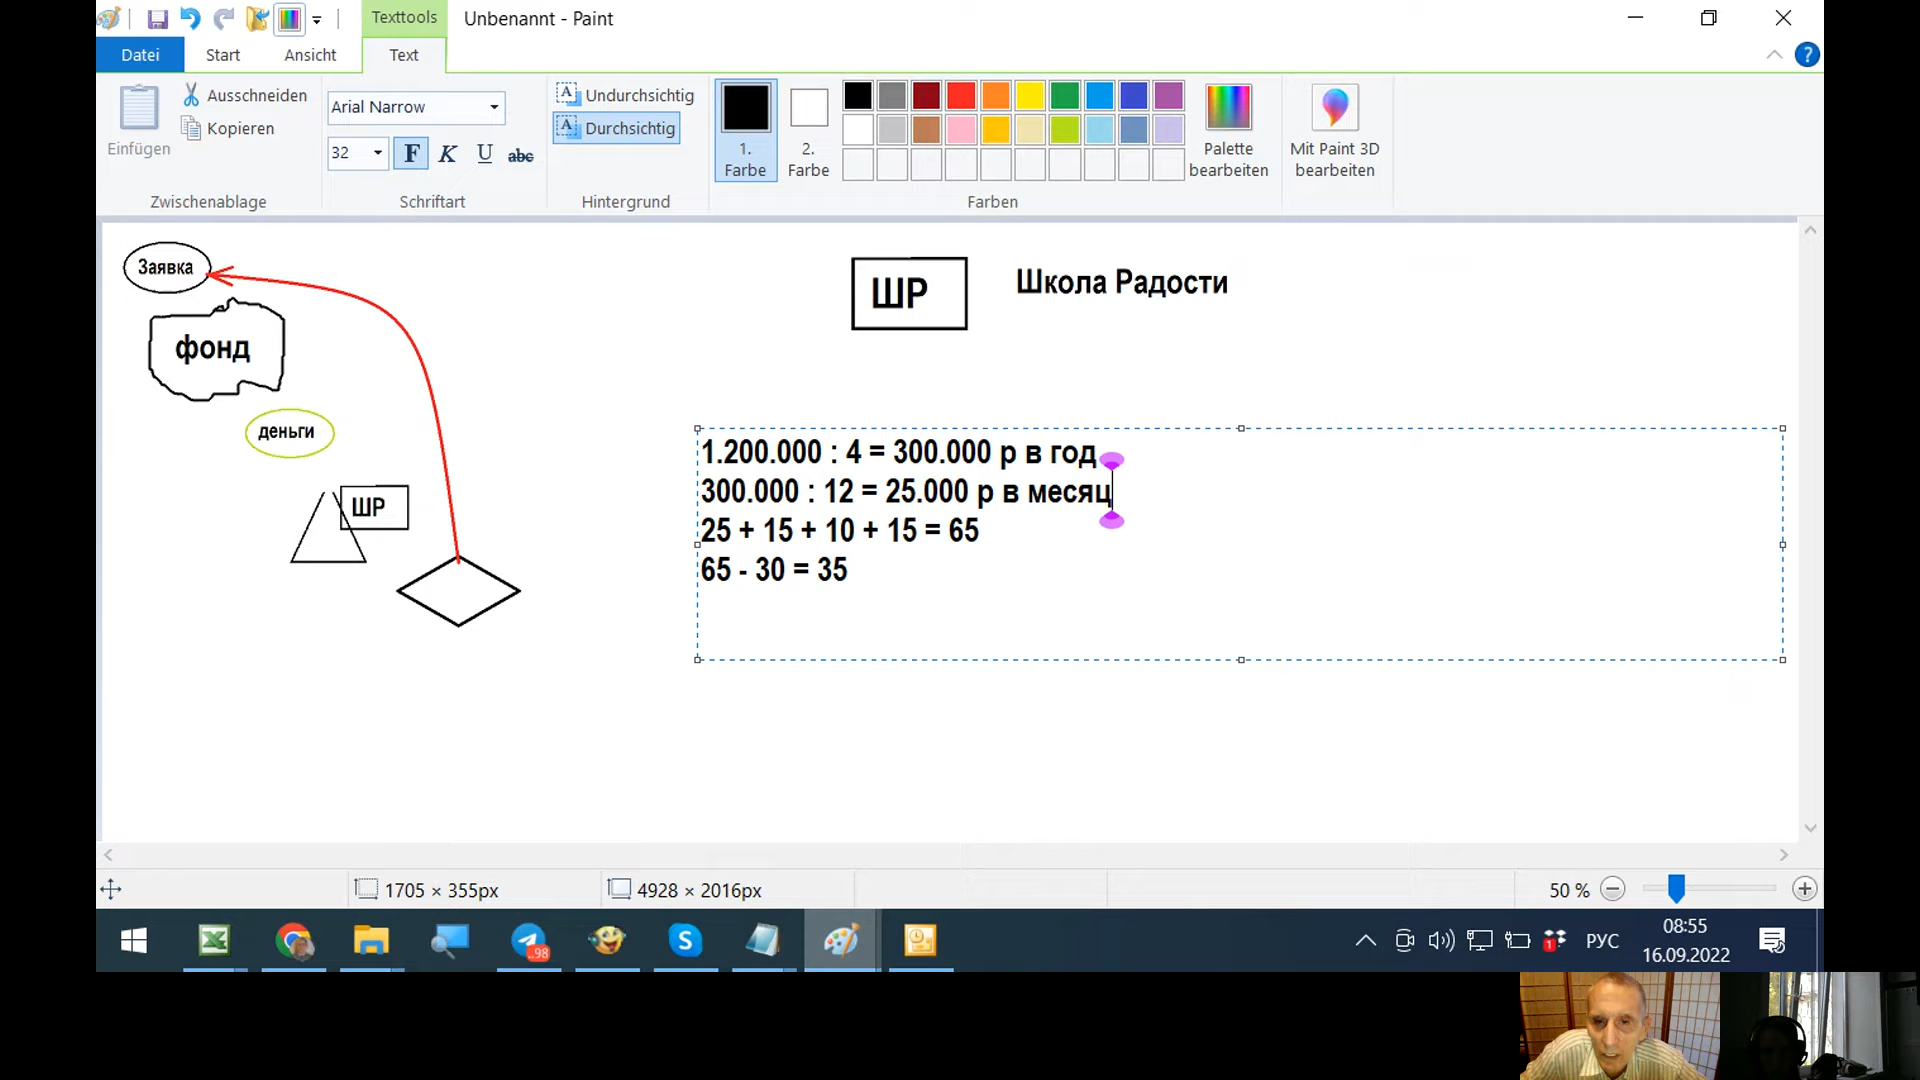 Texttools
Unbenannt - Paint
Datei
Start
Ansicht
Text
Einfügen
Ausschneiden
Kopieren
Zwischenablage
Arial Narrow
32
F K U abc
Schriftart
Undurchsichtig
Durchsichtig
Hintergrund
1.
Farbe
2.
Farbe
Palette
bearbeiten
Farben
Mit Paint 3D
bearbeiten
Заявка
фонд
деньги
ШР
ШР
Школа Радости
1.200.000 : 4 = 300.000 р в год
300.000 : 12 = 25.000 р в месяц
25 + 15 + 10 + 15 = 65
65 - 30 = 35
1705 × 355px
4928 × 2016px
50 %
98
РУС
08:55
16.09.2022